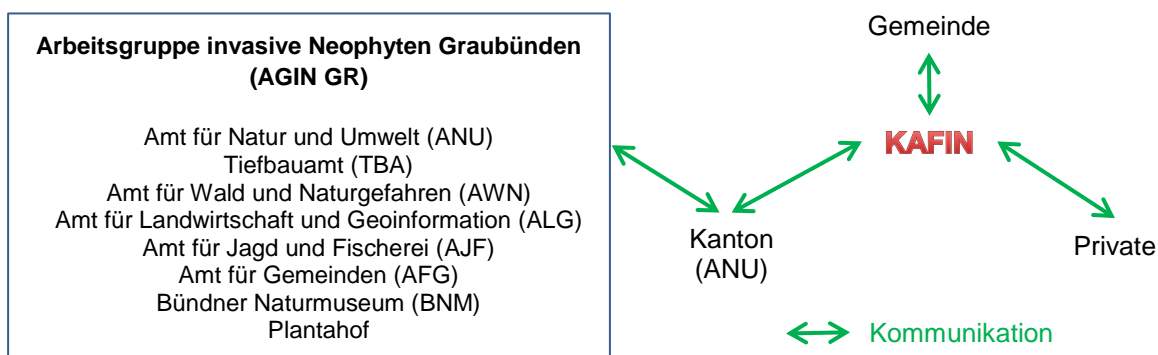 Arbeitsgruppe invasive Neophyten Graubünden
(AGIN GR)
Amt für Natur und Umwelt (ANU)
Tiefbauamt (TBA)
Amt für Wald und Naturgefahren (AWN)
Amt für Landwirtschaft und Geoinformation (ALG)
Amt für Jagd und Fischerei (AJF)
Amt für Gemeinden (AFG)
Bündner Naturmuseum (BNM)
Plantahof
Gemeinde
KAFIN
Kanton
(ANU)
Private
Kommunikation